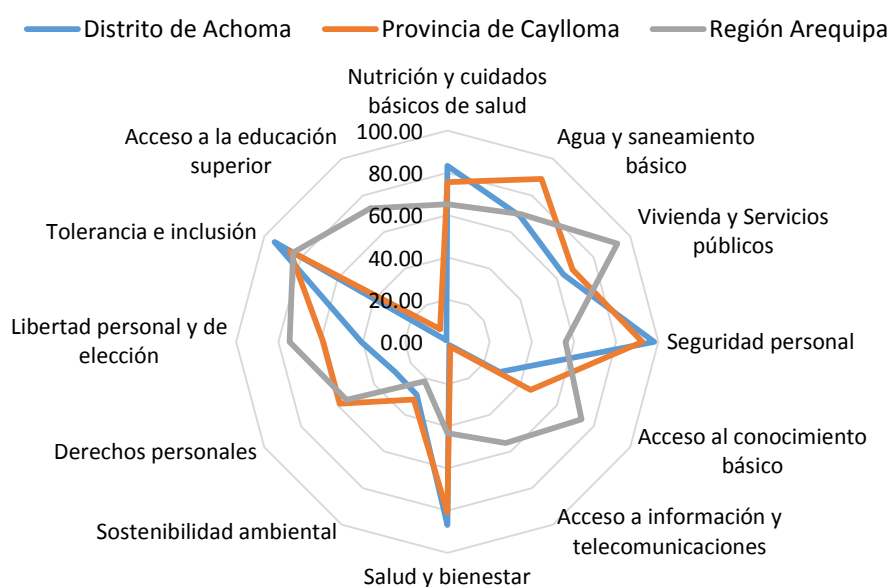 Distrito de Achoma
Provincia de Caylloma
Región Arequipa
Nutrición y cuidados
básicos de salud
Agua y saneamiento
básico
Vivienda y Servicios
públicos
Seguridad personal
Acceso al conocimiento
básico
Acceso a información y
telecomunicaciones
Salud y bienestar
Sostenibilidad ambiental
Derechos personales
Libertad personal y de
elección
Tolerancia e inclusión
Acceso a la educación
superior
100.00
80.00
60.00
40.00
20.00
0.00